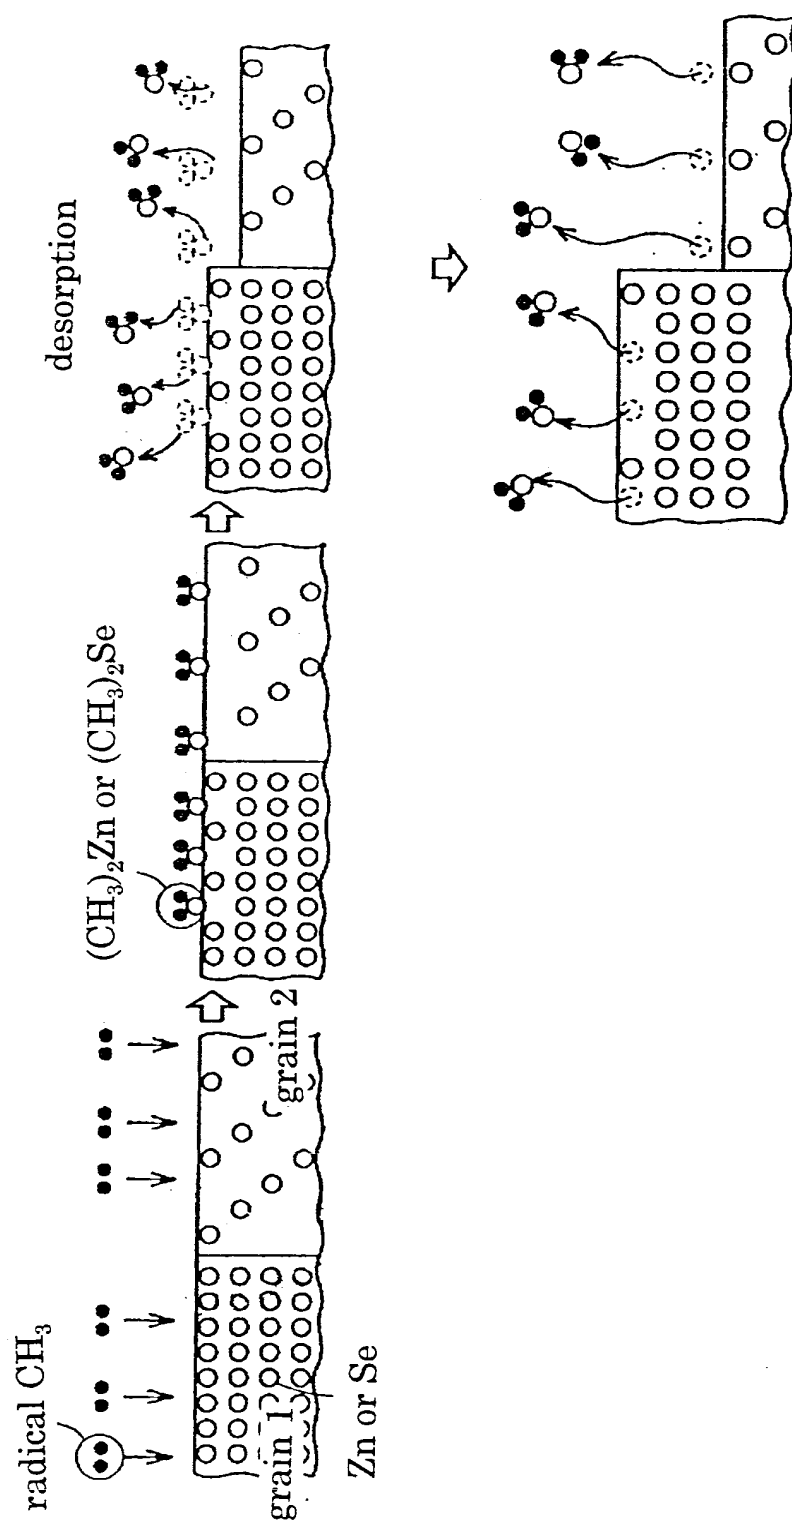 radical CH₃
grain 1
Zn or Se
grain 2
(CH₃)₂Zn or (CH₃)₂Se
desorption